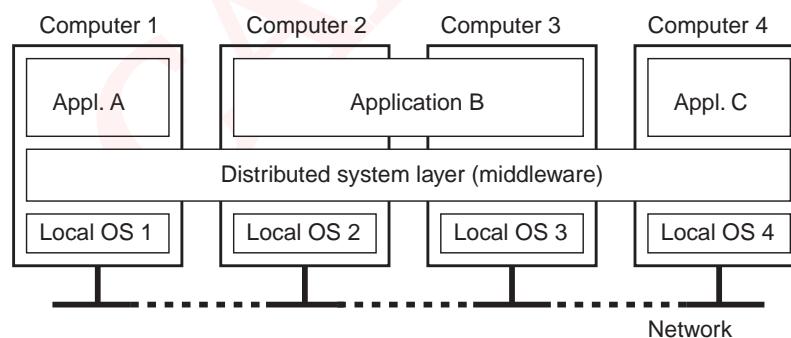 Computer 1
Computer 2
Computer 3
Computer 4
Appl. A
Application B
Appl. C
Distributed system layer (middleware)
Local OS 1
Local OS 2
Local OS 3
Local OS 4
Network